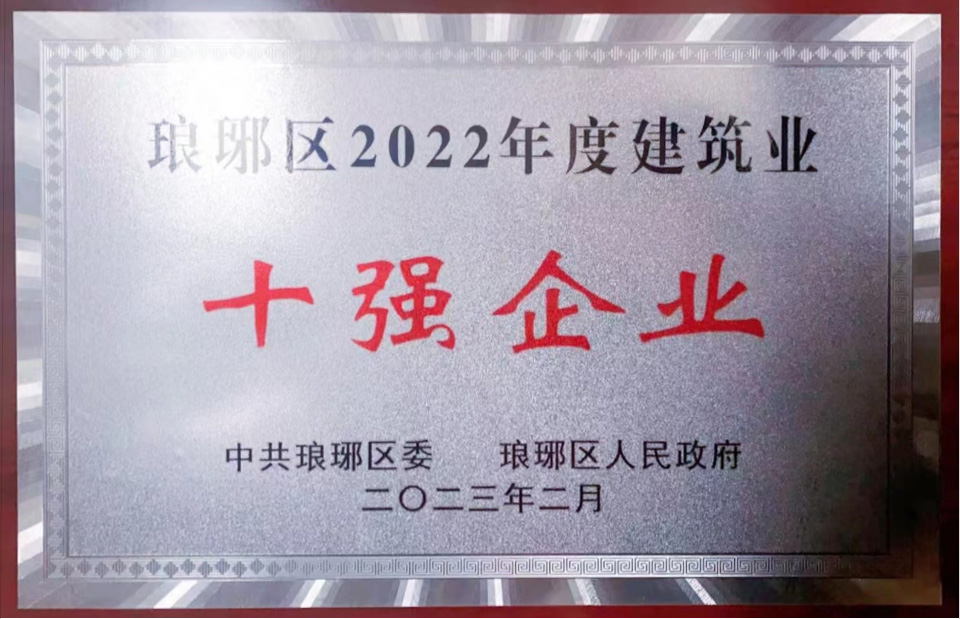 琅琊区2022年度建筑业
十强企业
中共琅琊区委 琅琊区人民政府
二〇二三年二月